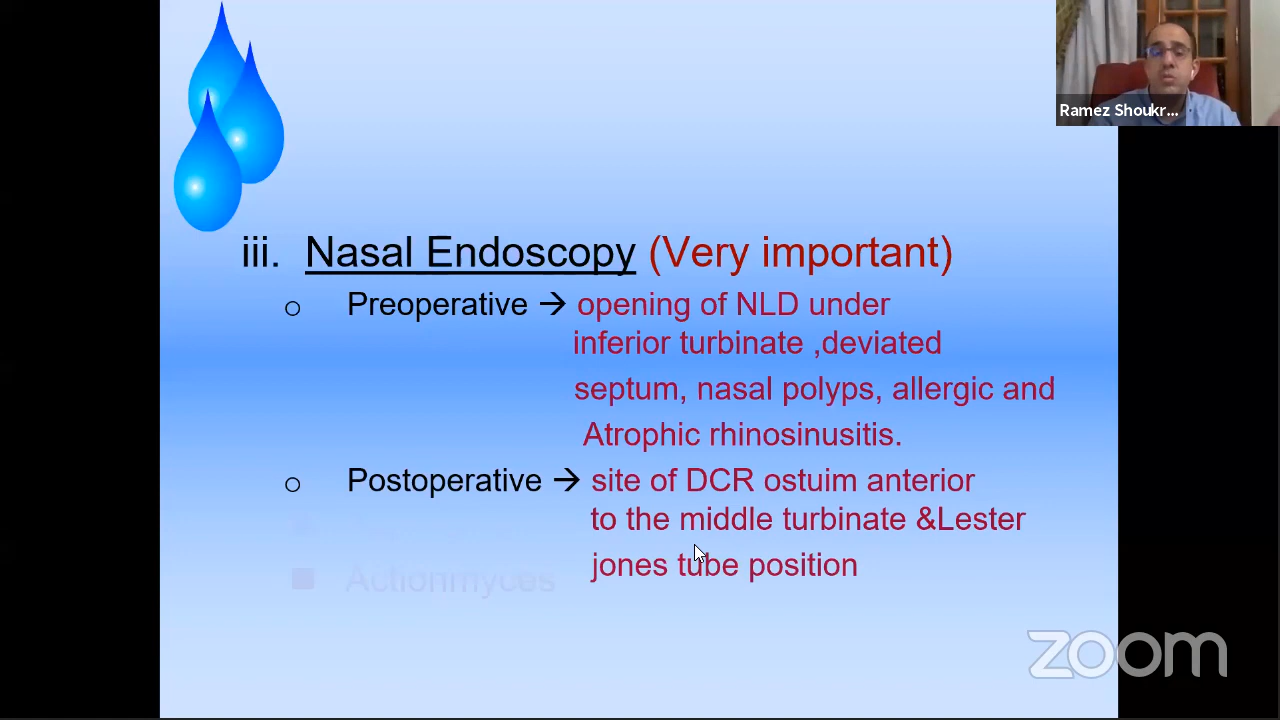 Ramez Shoukr...
iii. Nasal Endoscopy (Very important)
o Preoperative → opening of NLD under
inferior turbinate ,deviated
septum, nasal polyps, allergic and
Atrophic rhinosinusitis.
o Postoperative → site of DCR ostuim anterior
to the middle turbinate &Lester
jones tube position
Actionmyces
zoom